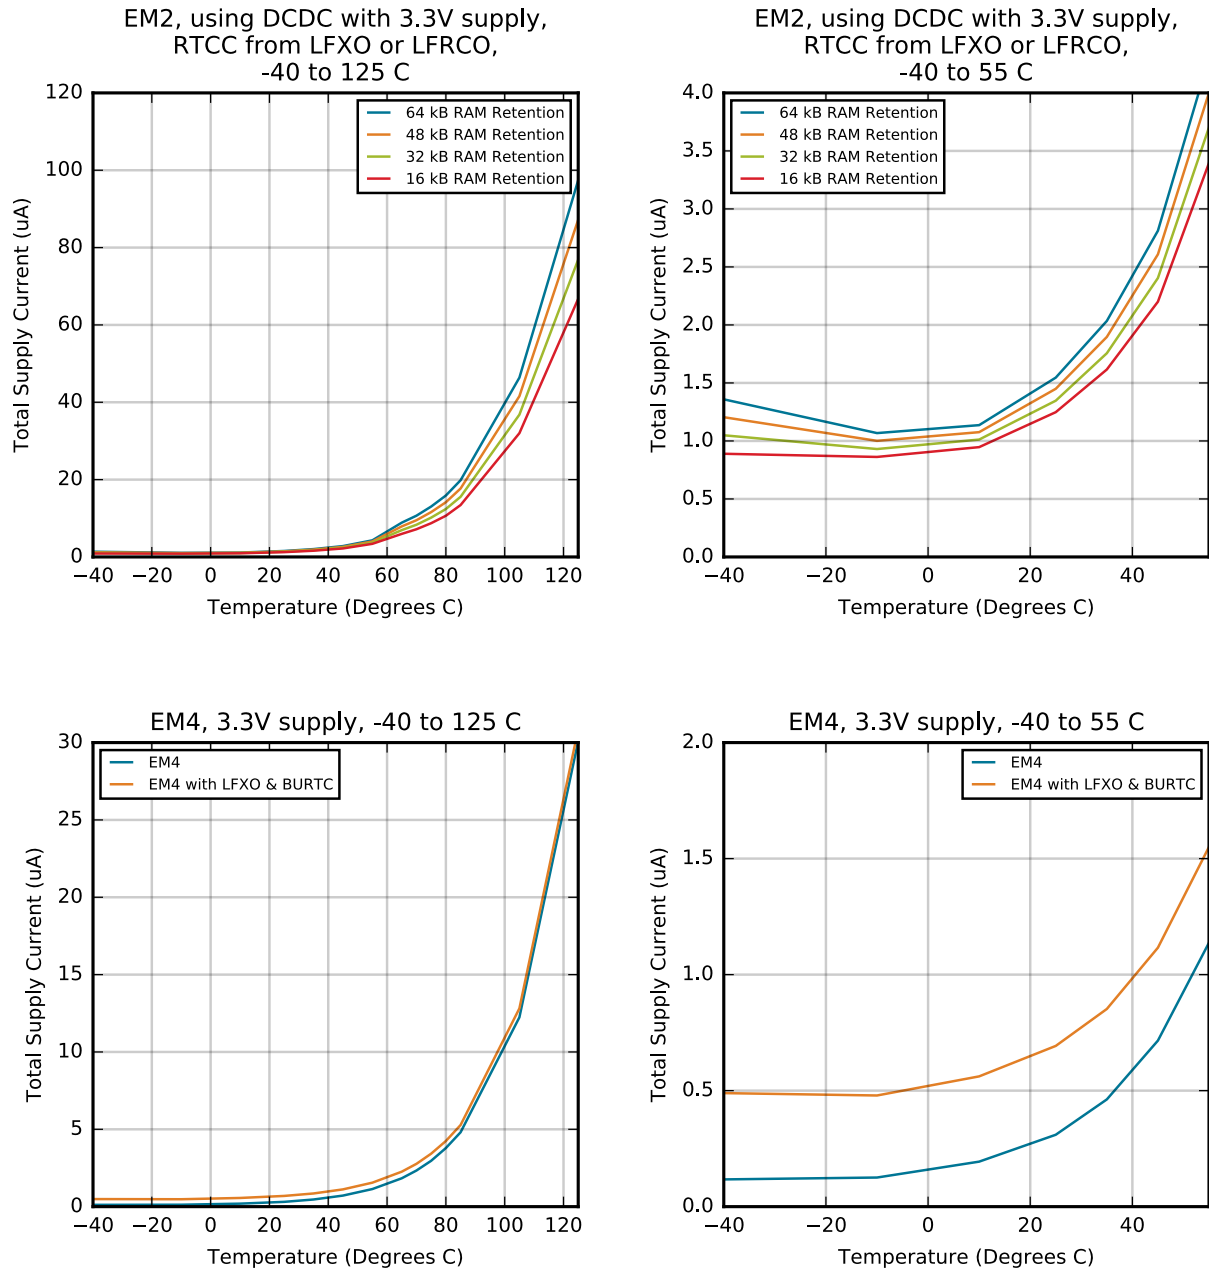 EM2, using DCDC with 3.3V supply,
RTCC from LFXO or LFRCO,
-40 to 125 C
120
100
80
60
40
20
0
Total Supply Current (uA)
64 kB RAM Retention
48 kB RAM Retention
32 kB RAM Retention
16 kB RAM Retention
−40 −20 0 20 40 60 80 100 120
Temperature (Degrees C)
EM2, using DCDC with 3.3V supply,
RTCC from LFXO or LFRCO,
-40 to 55 C
4.0
3.5
3.0
2.5
2.0
1.5
1.0
0.5
0.0
Total Supply Current (uA)
64 kB RAM Retention
48 kB RAM Retention
32 kB RAM Retention
16 kB RAM Retention
−40 −20 0 20 40
Temperature (Degrees C)
EM4, 3.3V supply, -40 to 125 C
30
25
20
15
10
5
0
Total Supply Current (uA)
EM4
EM4 with LFXO & BURTC
−40 −20 0 20 40 60 80 100 120
Temperature (Degrees C)
EM4, 3.3V supply, -40 to 55 C
2.0
1.5
1.0
0.5
0.0
Total Supply Current (uA)
EM4
EM4 with LFXO & BURTC
−40 −20 0 20 40
Temperature (Degrees C)